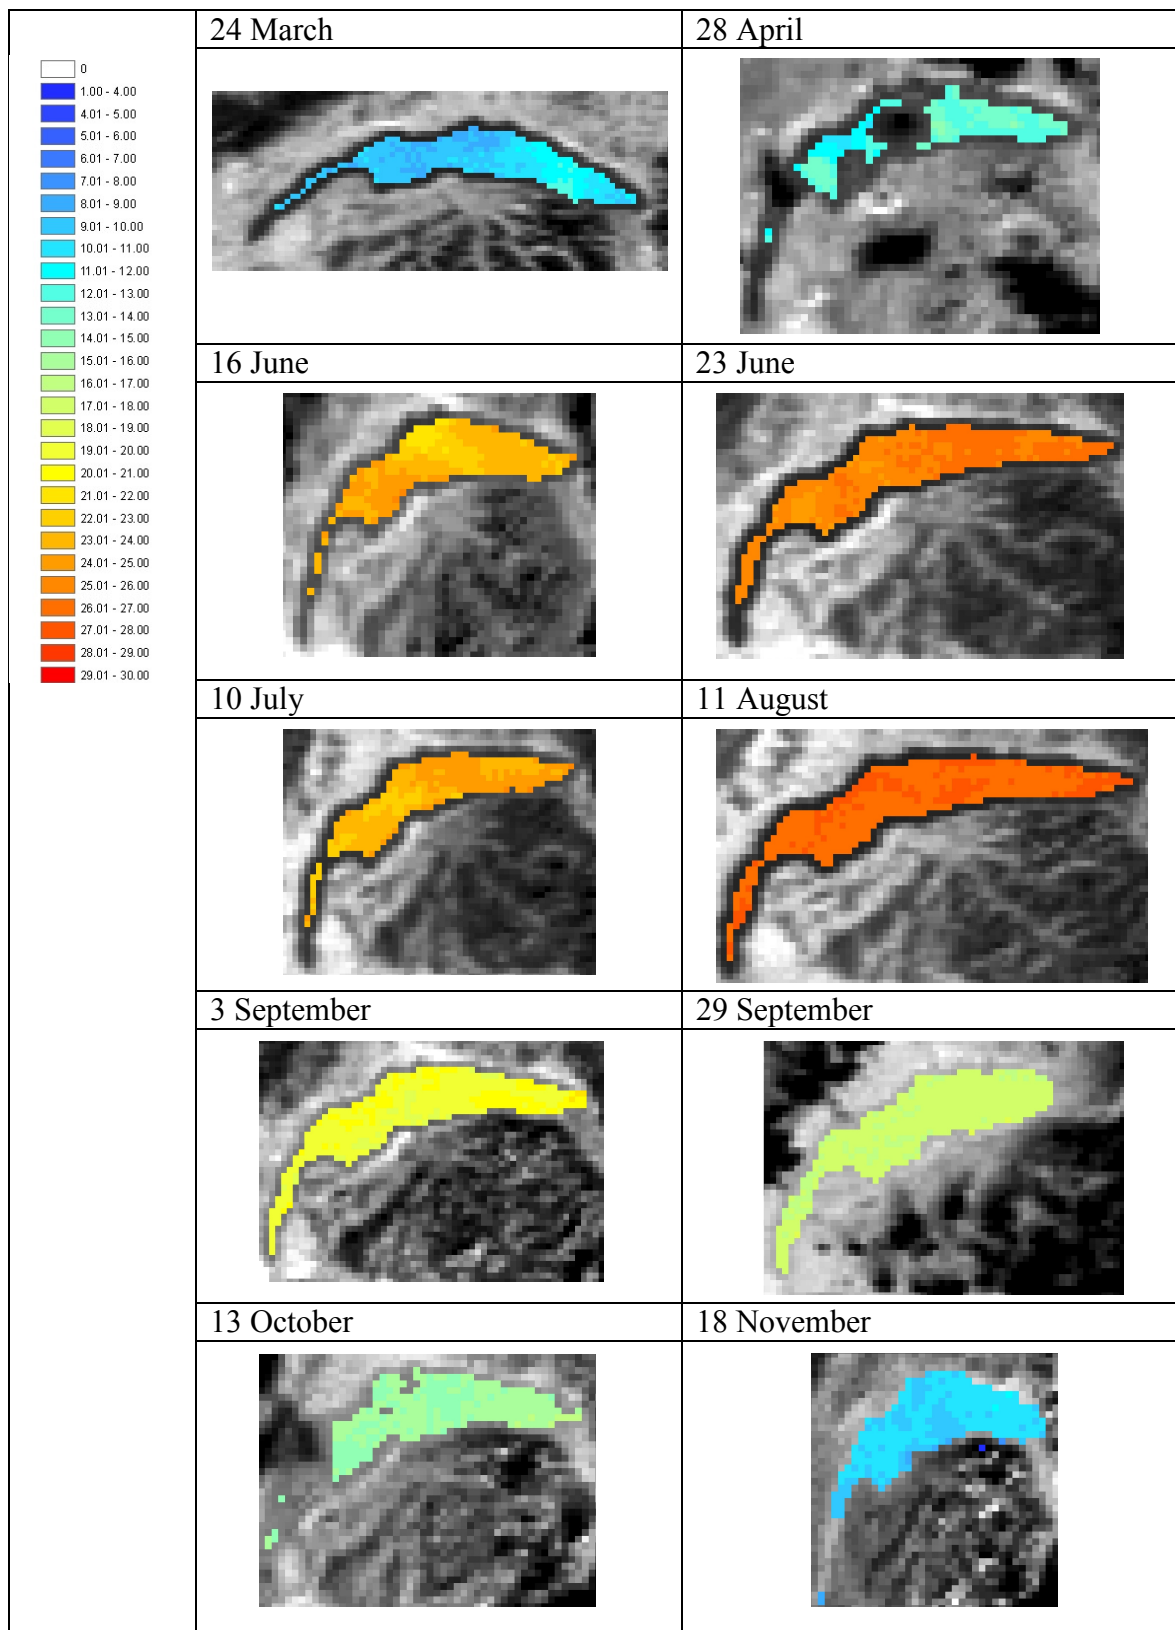 24 March
28 April
0
1.00 - 4.00
4.01 - 5.00
5.01 - 6.00
6.01 - 7.00
7.01 - 8.00
8.01 - 9.00
9.01 - 10.00
10.01 - 11.00
11.01 - 12.00
12.01 - 13.00
13.01 - 14.00
14.01 - 15.00
15.01 - 16.00
16.01 - 17.00
17.01 - 18.00
18.01 - 19.00
19.01 - 20.00
20.01 - 21.00
21.01 - 22.00
22.01 - 23.00
23.01 - 24.00
24.01 - 25.00
25.01 - 26.00
26.01 - 27.00
27.01 - 28.00
28.01 - 29.00
29.01 - 30.00
16 June
23 June
10 July
11 August
3 September
29 September
13 October
18 November